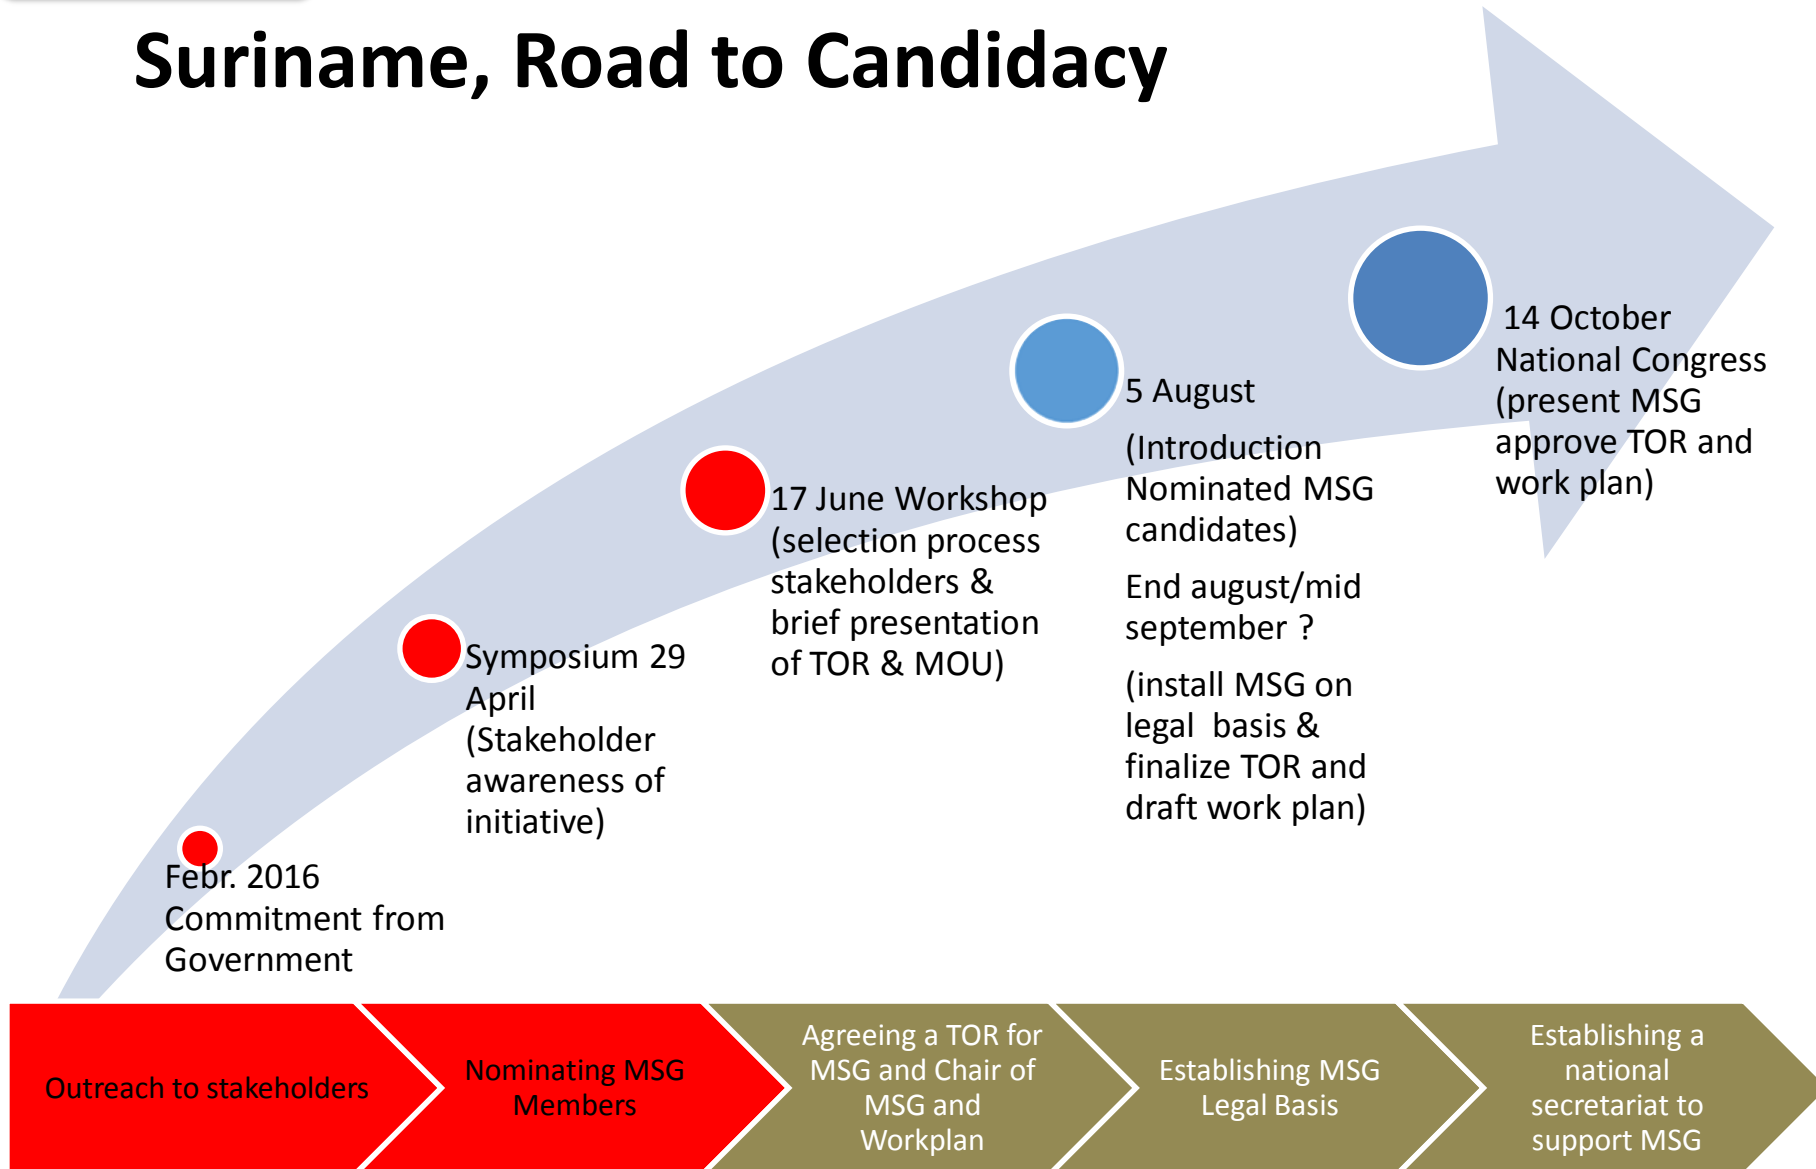 Suriname, Road to Candidacy
Febr. 2016
Commitment from
Government
Symposium 29
April
(Stakeholder
awareness of
initiative)
17 June Workshop
(selection process
stakeholders &
brief presentation
of TOR & MOU)
5 August
(Introduction
Nominated MSG
candidates)
End august/mid
september ?
(install MSG on
legal basis &
finalize TOR and
draft work plan)
14 October
National Congress
(present MSG
approve TOR and
work plan)
Outreach to stakeholders
Nominating MSG
Members
Agreeing a TOR for
MSG and Chair of
MSG and
Workplan
Establishing MSG
Legal Basis
Establishing a
national
secretariat to
support MSG